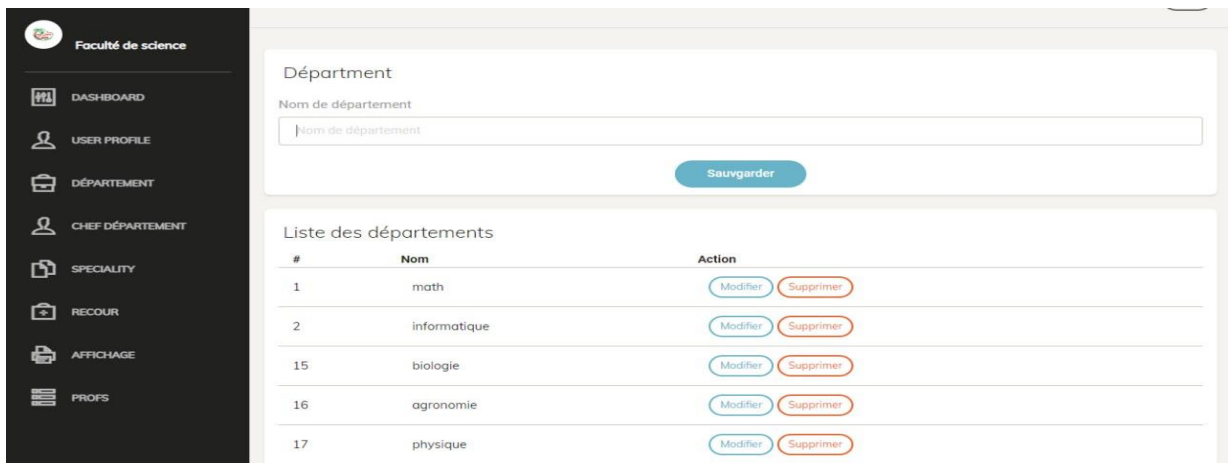 Faculté de science
DASHBOARD
USER PROFILE
DÉPARTEMENT
CHEF DÉPARTEMENT
SPECIALITY
RECOUR
AFFICHAGE
PROFS
Départment
Nom de département
Nom de département
Sauvgarder
Liste des départements
# Nom Action
1 math Modifier Supprimer
2 informatique Modifier Supprimer
15 biologie Modifier Supprimer
16 agronomie Modifier Supprimer
17 physique Modifier Supprimer